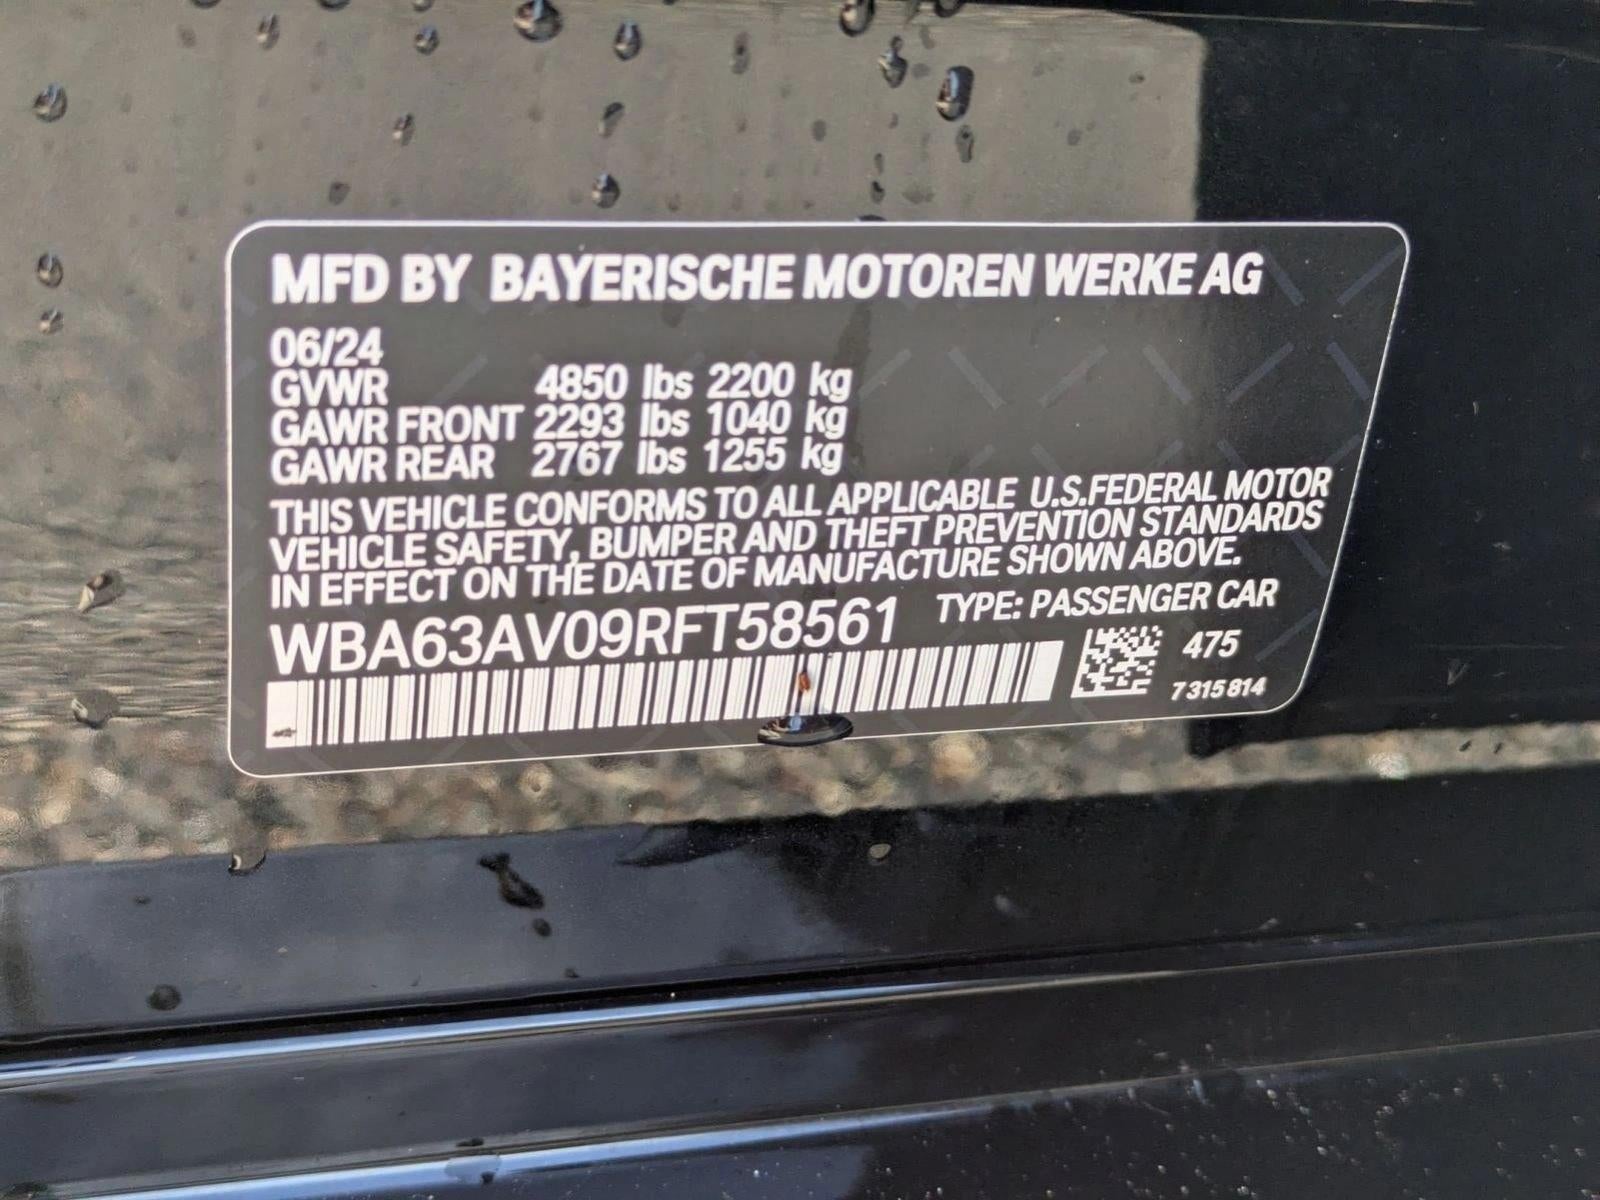 MFD BY BAYERISCHE MOTOREN WERKE AG
06/24
GVWR 4850 lbs 2200 kg
GAWR FRONT 2293 lbs 1040 kg
GAWR REAR 2767 lbs 1255 kg
THIS VEHICLE CONFORMS TO ALL APPLICABLE U.S.FEDERAL MOTOR
VEHICLE SAFETY, BUMPER AND THEFT PREVENTION STANDARDS
IN EFFECT ON THE DATE OF MANUFACTURE SHOWN ABOVE.
WBA63AV09RFT58561 TYPE: PASSENGER CAR
475
7 315 814